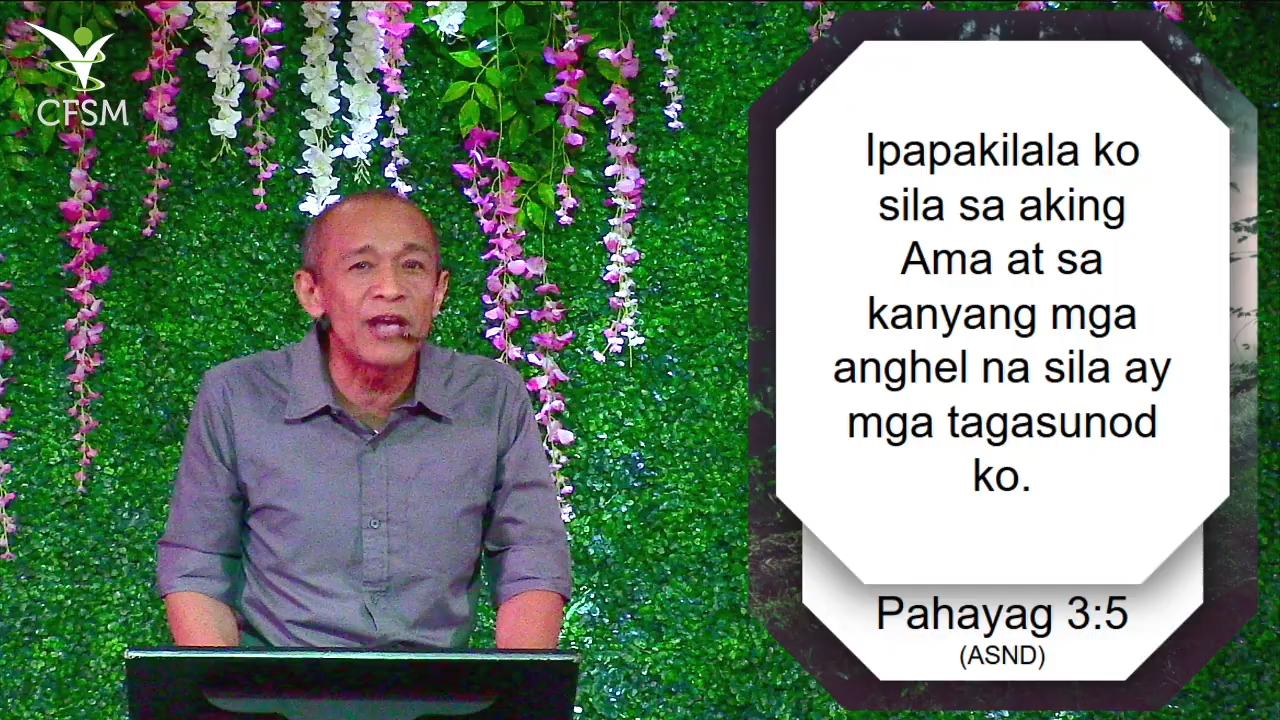 CFSM
Ipapakilala ko
sila sa aking
Ama at sa
kanyang mga
anghel na sila ay
mga tagasunod
ko.
Pahayag 3:5
(ASND)